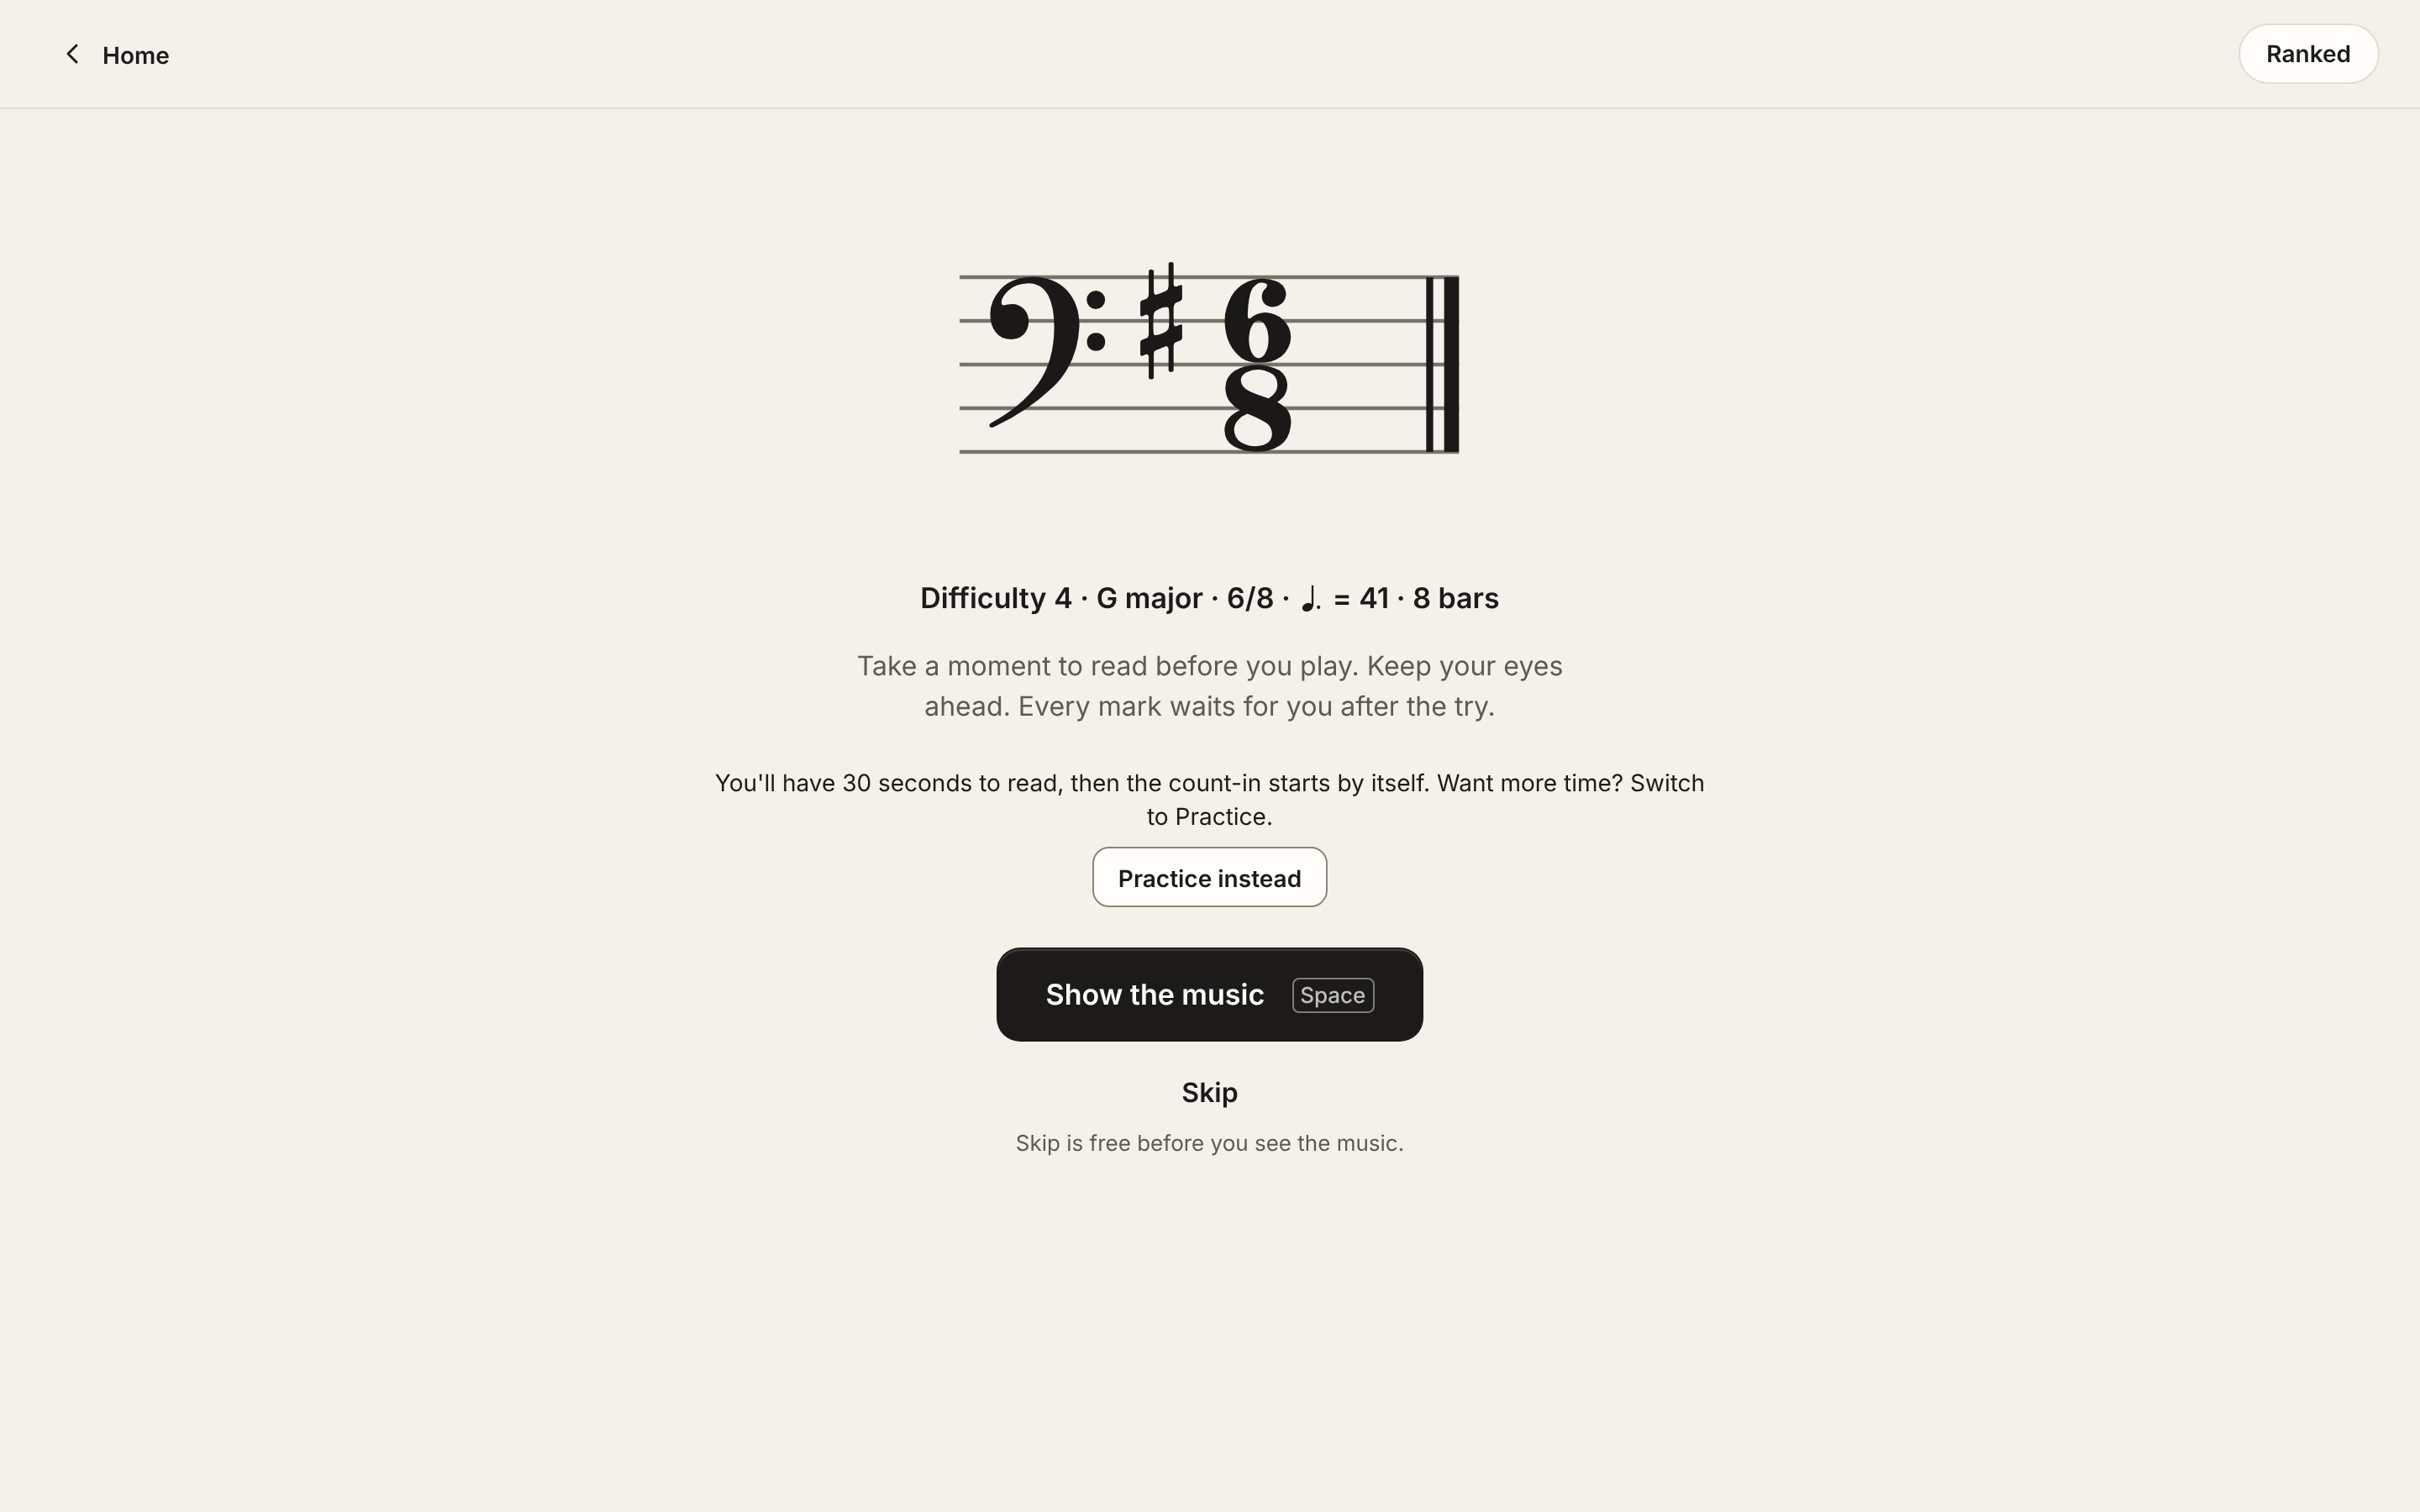 Home
Ranked
6
8
Difficulty 4 · G major · 6/8 · ♩. = 41 · 8 bars
Take a moment to read before you play. Keep your eyes
ahead. Every mark waits for you after the try.
You'll have 30 seconds to read, then the count-in starts by itself. Want more time? Switch
to Practice.
Practice instead
Show the music Space
Skip
Skip is free before you see the music.